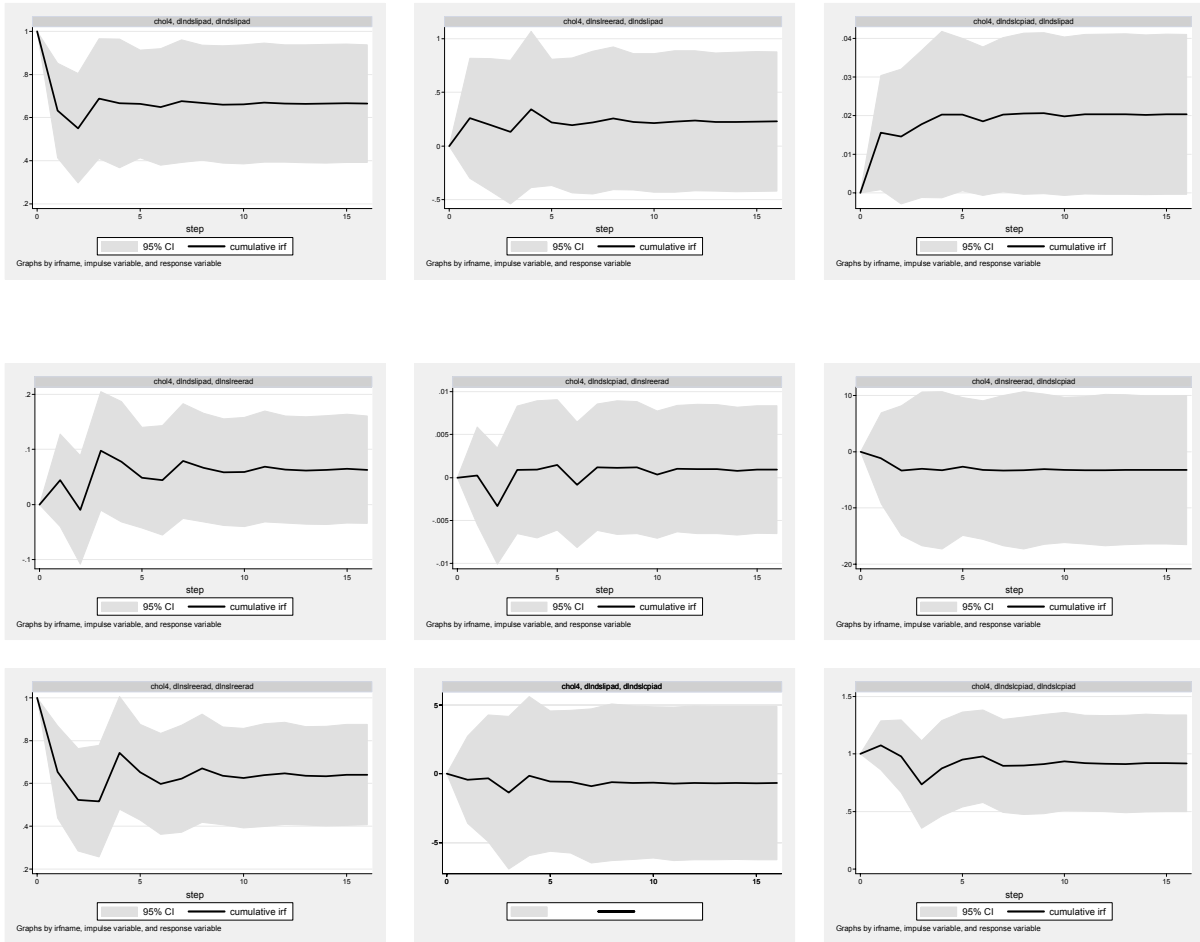 chol4, dlndslipad, dlndslipad
1
.8
.6
.4
.2
0 5 10 15
step
95% CI cumulative irf
Graphs by irfname, impulse variable, and response variable
chol4, dlnslreerad, dlndslipad
1
.5
0
-.5
0 5 10 15
step
95% CI cumulative irf
Graphs by irfname, impulse variable, and response variable
chol4, dlndslcpiad, dlndslipad
.04
.03
.02
.01
0
0 5 10 15
step
95% CI cumulative irf
Graphs by irfname, impulse variable, and response variable
chol4, dlndslipad, dlnslreerad
.2
.1
0
-.1
0 5 10 15
step
95% CI cumulative irf
Graphs by irfname, impulse variable, and response variable
chol4, dlndslcpiad, dlnslreerad
.01
.005
0
-.005
-.01
0 5 10 15
step
95% CI cumulative irf
Graphs by irfname, impulse variable, and response variable
chol4, dlnslreerad, dlndslcpiad
10
0
-10
-20
0 5 10 15
step
95% CI cumulative irf
Graphs by irfname, impulse variable, and response variable
chol4, dlnslreerad, dlnslreerad
1
.8
.6
.4
.2
0 5 10 15
step
95% CI cumulative irf
Graphs by irfname, impulse variable, and response variable
chol4, dlndslipad, dlndslcpiad
5
0
-5
0 5 10 15
chol4, dlndslcpiad, dlndslcpiad
1.5
1
.5
0
0 5 10 15
step
95% CI cumulative irf
Graphs by irfname, impulse variable, and response variable